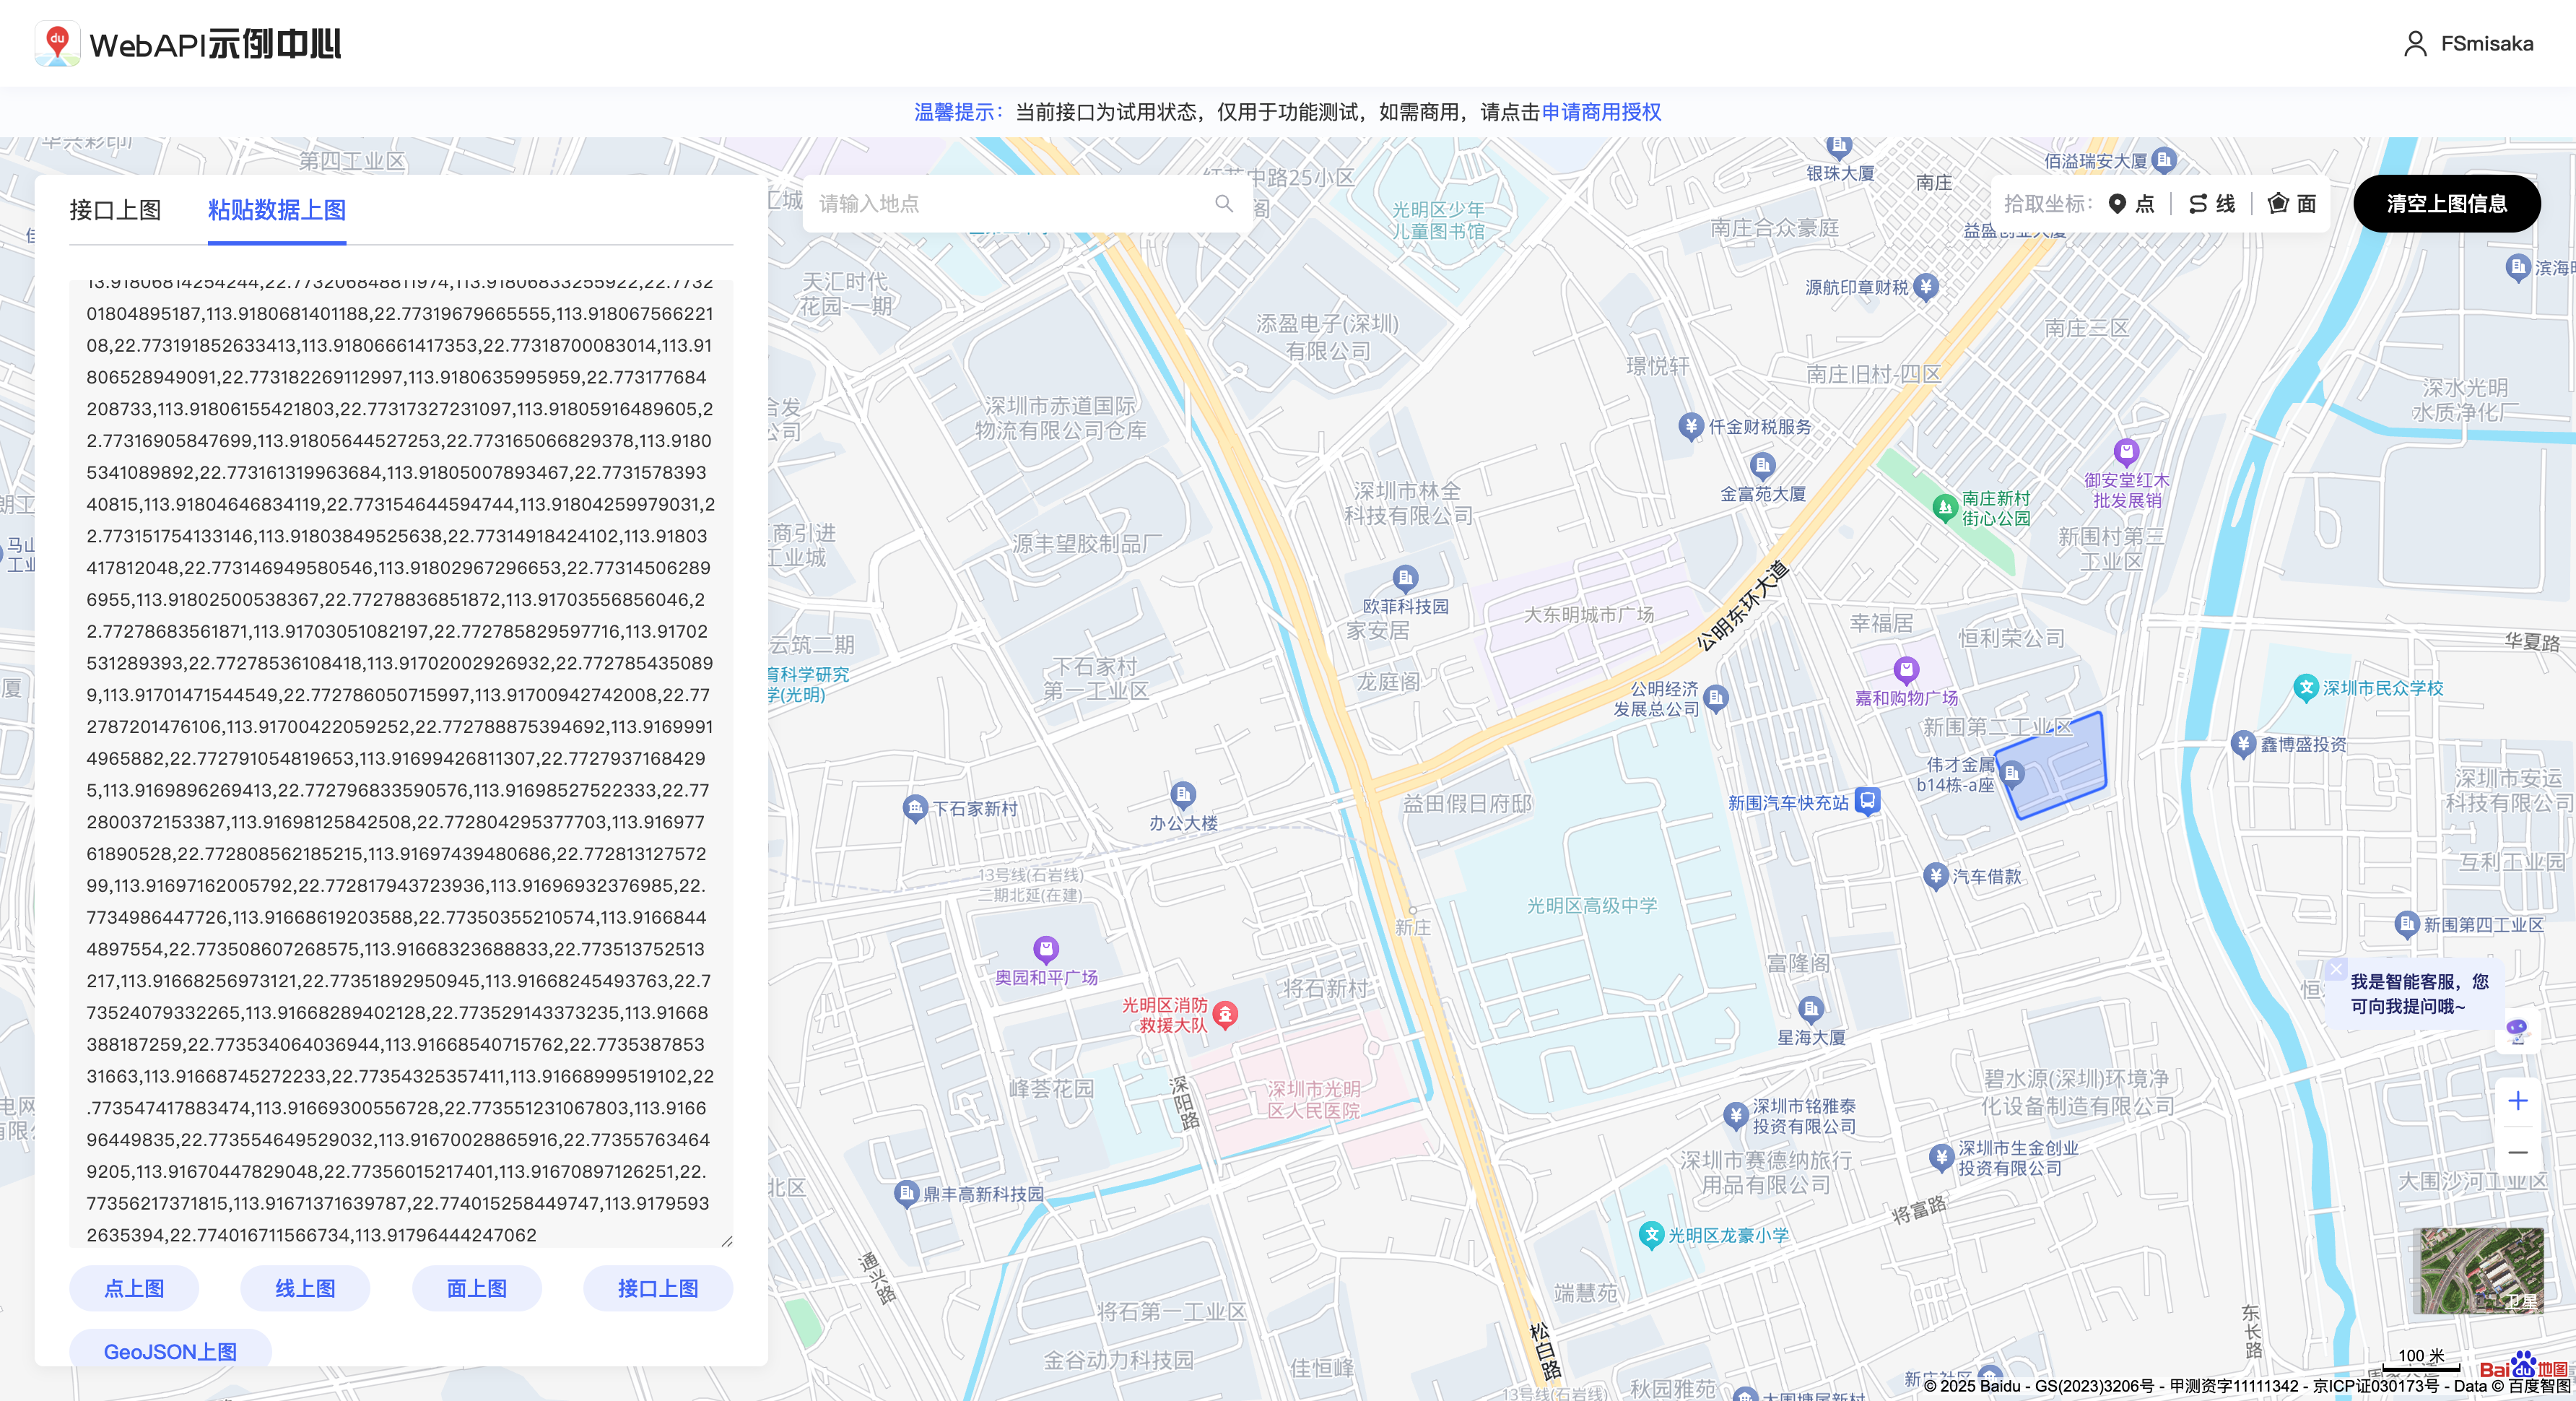 WebAPI示例中心
FSmisaka
温馨提示：当前接口为试用状态，仅用于功能测试，如需商用，请点击申请商用授权
接口上图
粘贴数据上图
请输入地点
拾取坐标：
点
线
面
清空上图信息
13.91806814254244,22.773206848811974,113.91806833255922,22.7732
01804895187,113.9180681401188,22.77319679665555,113.918067566221
08,22.773191852633413,113.91806661417353,22.77318700083014,113.91
806528949091,22.773182269112997,113.9180635995959,22.773177684
208733,113.91806155421803,22.77317327231097,113.91805916489605,2
2.77316905847699,113.91805644527253,22.773165066829378,113.9180
5341089892,22.773161319963684,113.91805007893467,22.7731578393
40815,113.91804646834119,22.773154644594744,113.91804259979031,2
2.773151754133146,113.91803849525638,22.77314918424102,113.91803
417812048,22.773146949580546,113.91802967296653,22.77314506289
6955,113.91802500538367,22.77278836851872,113.91703556856046,2
2.77278683561871,113.91703051082197,22.772785829597716,113.91702
531289393,22.77278536108418,113.91702002926932,22.772785435089
9,113.91701471544549,22.772786050715997,113.91700942742008,22.77
2787201476106,113.91700422059252,22.772788875394692,113.9169991
4965882,22.772791054819653,113.91699426811307,22.7727937168429
5,113.9169896269413,22.772796833590576,113.91698527522333,22.77
2800372153387,113.91698125842508,22.772804295377703,113.916977
61890528,22.772808562185215,113.91697439480686,22.772813127572
99,113.91697162005792,22.772817943723936,113.91696932376985,22.
7734986447726,113.91668619203588,22.77350355210574,113.9166844
4897554,22.773508607268575,113.91668323688833,22.773513752513
217,113.91668256973121,22.77351892950945,113.91668245493763,22.7
73524079332265,113.91668289402128,22.773529143373235,113.91668
388187259,22.773534064036944,113.91668540715762,22.7735387853
31663,113.91668745272233,22.77354325357411,113.91668999519102,22
.773547417883474,113.91669300556728,22.773551231067803,113.9166
96449835,22.773554649529032,113.91670028865916,22.77355763464
9205,113.91670447829048,22.77356015217401,113.91670897126251,22.
77356217371815,113.91671371639787,22.774015258449747,113.9179593
2635394,22.774016711566734,113.91796444247062
点上图
线上图
面上图
接口上图
GeoJSON上图
第四工业区
红花中路25小区
光明区少年
儿童图书馆
银珠大厦
南庄
佰溢瑞安大厦
南庄合众豪庭
益盛创业大厦
天汇时代
花园-一期
源航印章财税
添盈电子(深圳)
有限公司
南庄三区
璟悦轩
南庄旧村-四区
深水光明
水质净化厂
深圳市赤道国际
物流有限公司仓库
仟金财税服务
金富苑大厦
御安堂红木
批发展销
深圳市林全
科技有限公司
南庄新村
街心公园
新围村第三
工业区
源丰望胶制品厂
商引进
工业城
欧菲科技园
家安居
大东明城市广场
公明东环大道
幸福居
恒利荣公司
华夏路
云筑二期
育科学研究
学(光明)
下石家村
第一工业区
龙庭阁
公明经济
发展总公司
嘉和购物广场
深圳市民众学校
新围第二工业区
鑫博盛投资
伟才金属
b14栋-a座
深圳市安运
科技有限公司
新围汽车快充站
益田假日府邸
下石家新村
办公大楼
互利工业园
13号线(石岩线)
二期北延(在建)
汽车借款
光明区高级中学
新庄
新围第四工业区
奥园和平广场
富隆阁
将石新村
光明区消防
救援大队
星海大厦
我是智能客服，您
可向我提问哦~
峰荟花园
深阳路
深圳市光明
区人民医院
碧水源(深圳)环境净
化设备制造有限公司
深圳市铭雅泰
投资有限公司
深圳市生金创业
投资有限公司
深圳市赛德纳旅行
用品有限公司
大围沙河工业区
鼎丰高新科技园
北区
将富路
光明区龙豪小学
通兴路
端慧苑
卫星
将石第一工业区
松白路
东长路
金谷动力科技园
佳恒峰
秋园雅苑
13号线(石岩线)
100 米
Bai du 地图
© 2025 Baidu - GS(2023)3206号 - 甲测资字11111342 - 京ICP证030173号 - Data © 百度智图